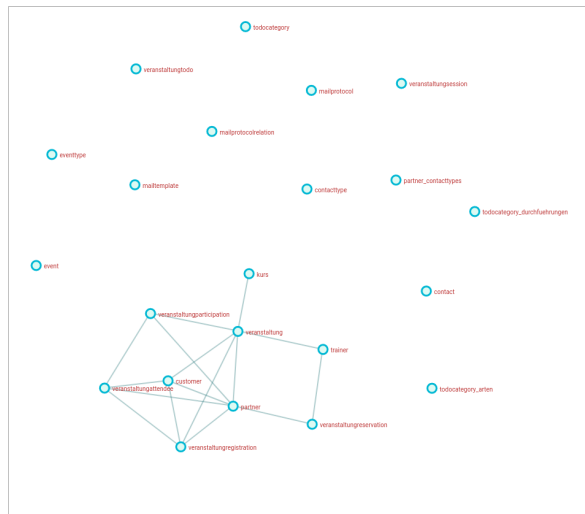 todocategory
veranstaltungtodo
veranstaltungsession
mailprotocol
mailprotocolrelation
eventtype
partner_contacttypes
mailtemplate
contacttype
todocategory_durchfuehrungen
event
kurs
contact
veranstaltungparticipation
veranstaltung
trainer
customer
veranstaltungattendee
todocategory_arten
partner
veranstaltungreservation
veranstaltungregistration